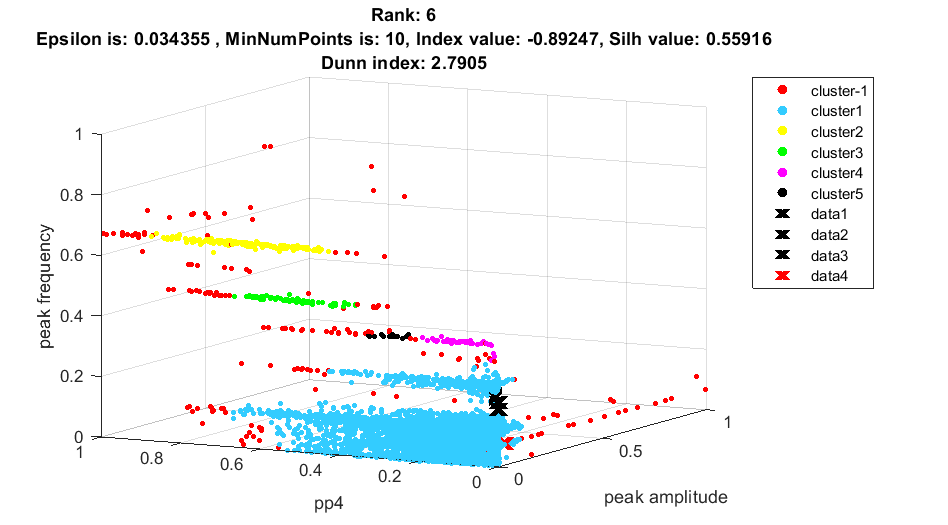 Rank: 6
Epsilon is: 0.034355 , MinNumPoints is: 10, Index value: -0.89247, Silh value: 0.55916
Dunn index: 2.7905
cluster-1
cluster1
cluster2
cluster3
cluster4
cluster5
data1
data2
data3
data4
peak frequency
1
0.8
0.6
0.4
0.2
0
1
0.8
0.6
0.4
0.2
0
pp4
0
0.5
1
peak amplitude